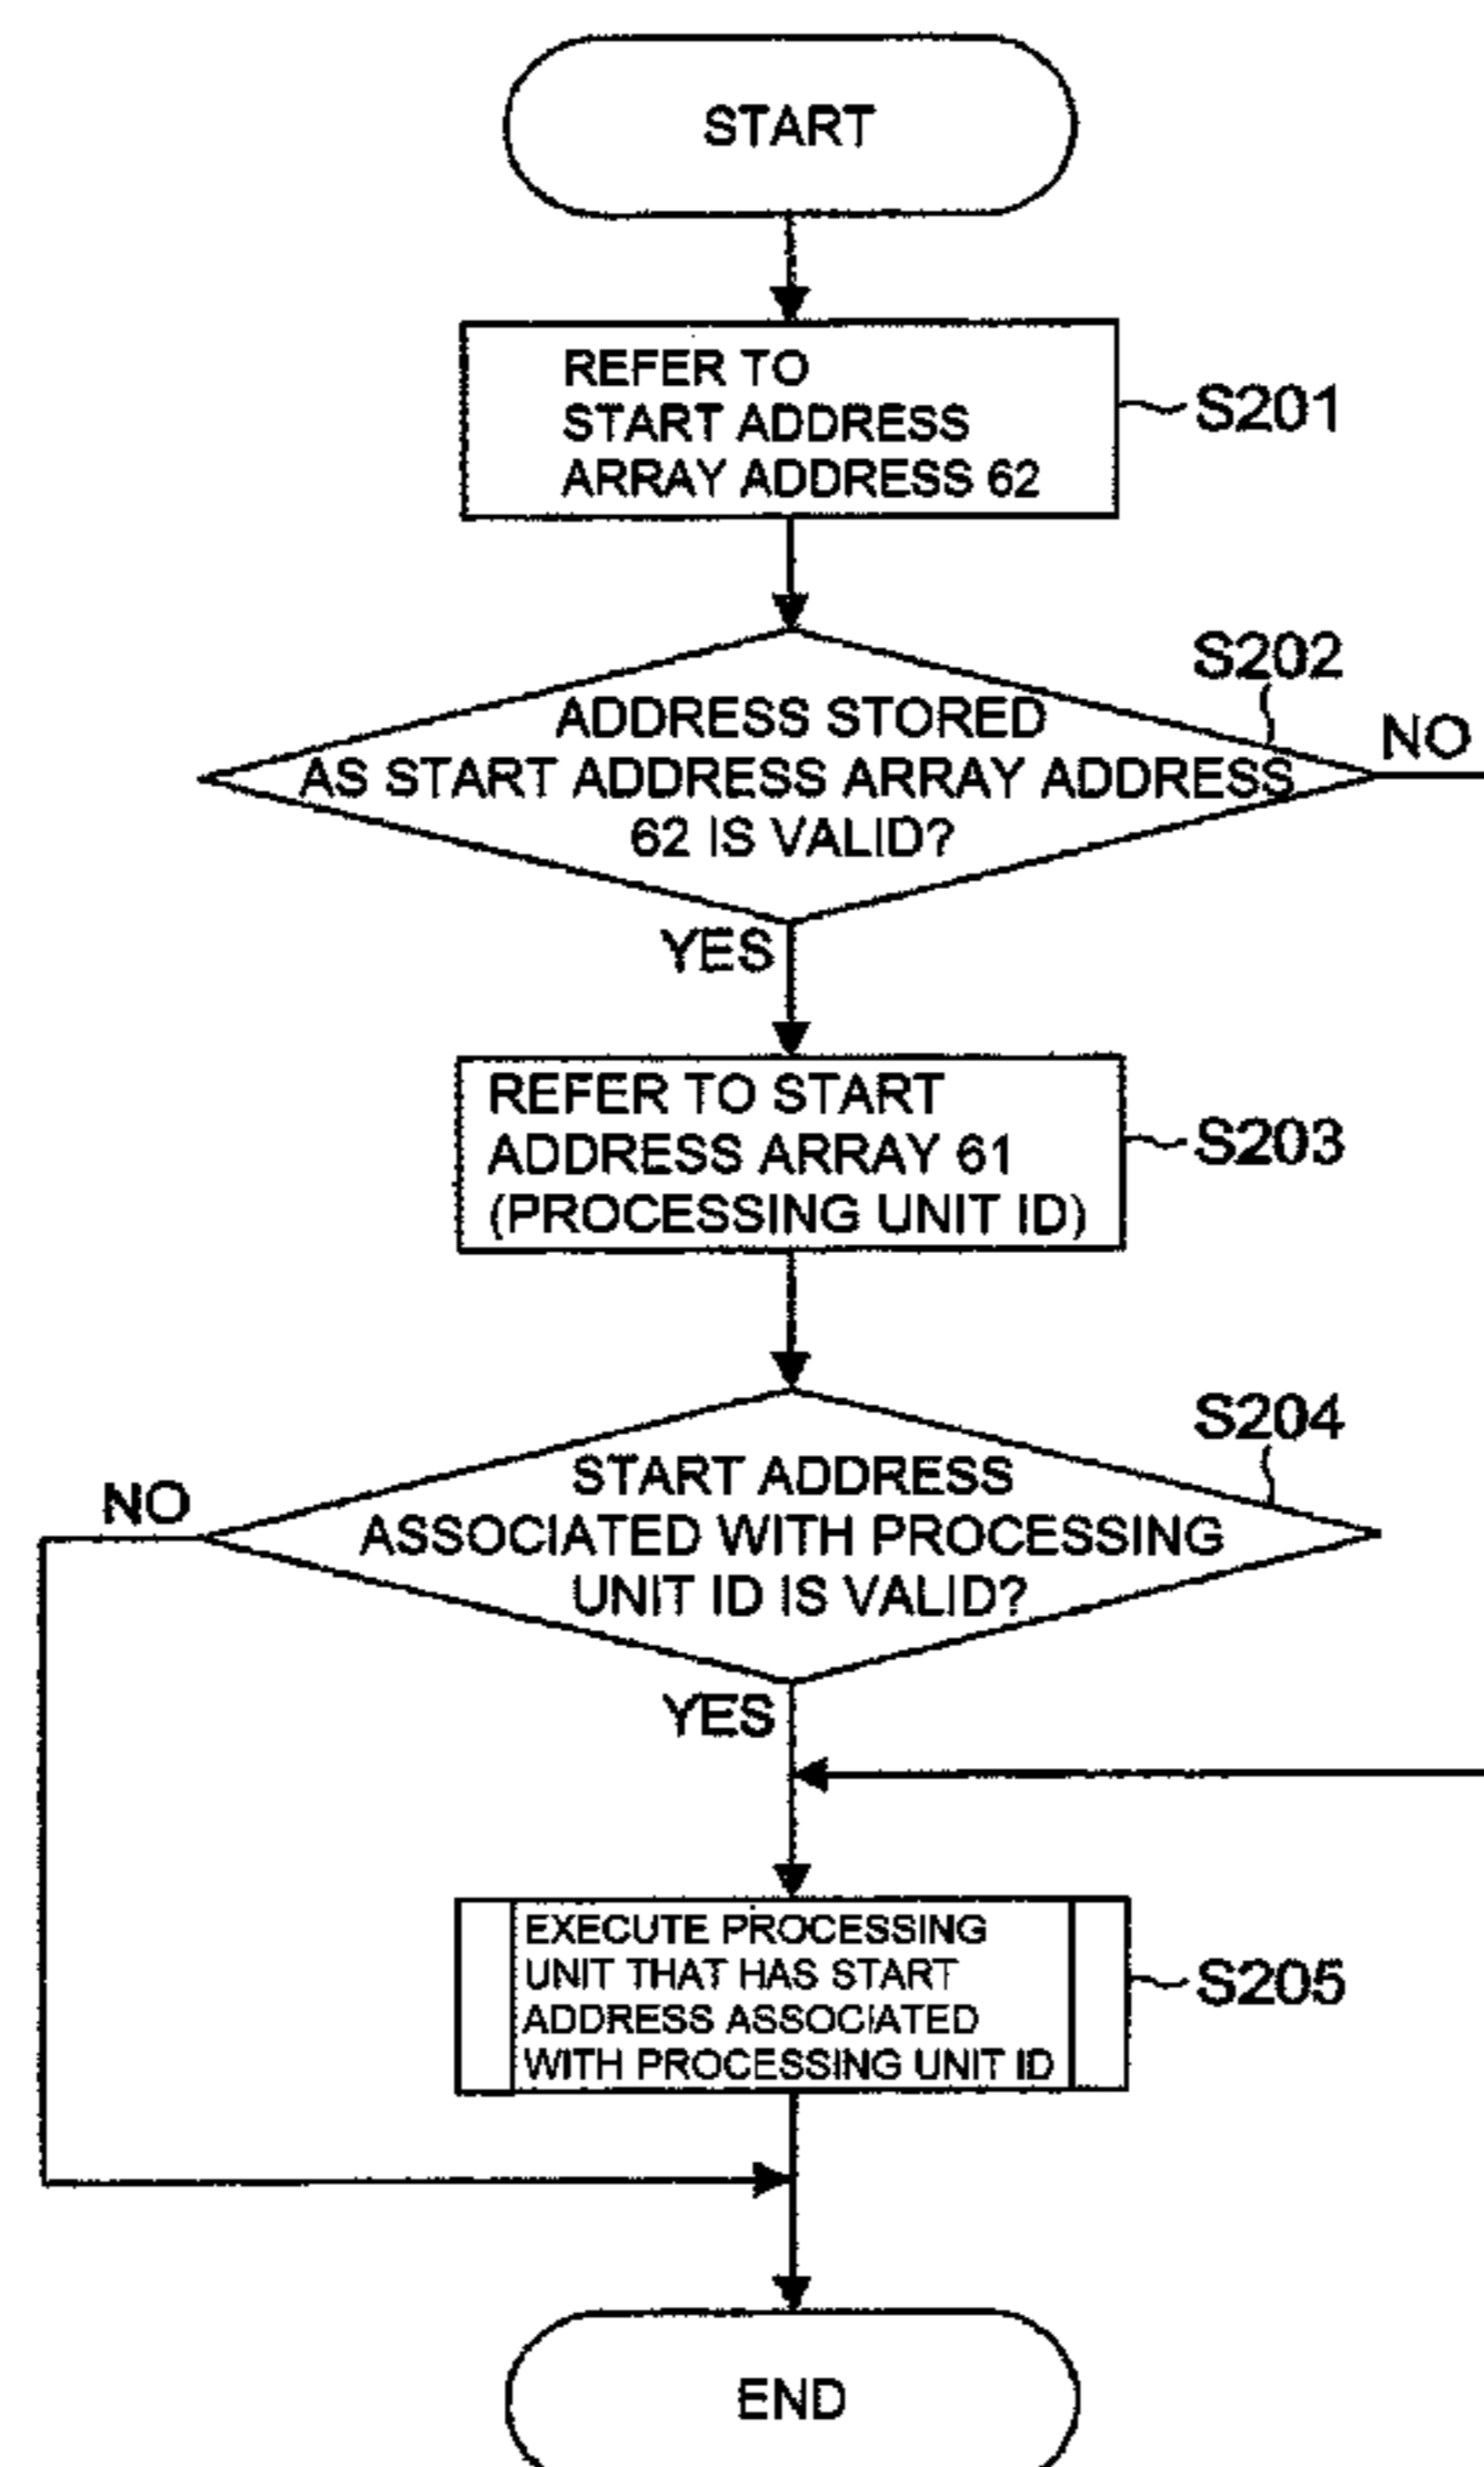 START
REFER TO
START ADDRESS
ARRAY ADDRESS 62
S201
S202
ADDRESS STORED
AS START ADDRESS ARRAY ADDRESS
62 IS VALID?
NO
YES
REFER TO START
ADDRESS ARRAY 61
(PROCESSING UNIT ID)
S203
S204
START ADDRESS
ASSOCIATED WITH PROCESSING
UNIT ID IS VALID?
NO
YES
EXECUTE PROCESSING
UNIT THAT HAS START
ADDRESS ASSOCIATED
WITH PROCESSING UNIT ID
S205
END